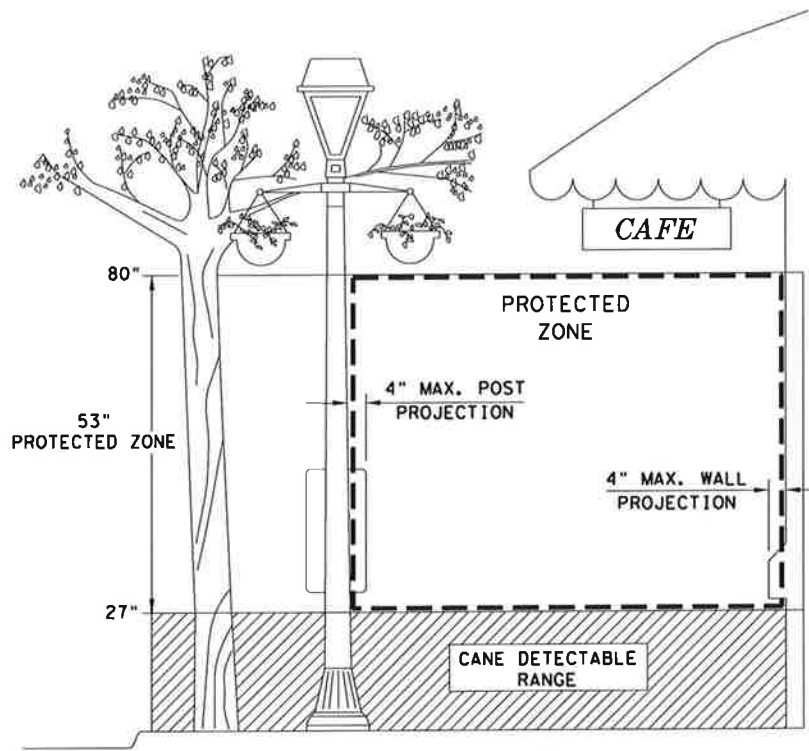 CAFE
80"
PROTECTED
ZONE
4" MAX. POST
PROJECTION
53"
PROTECTED ZONE
4" MAX. WALL
PROJECTION
27"
CANE DETECTABLE
RANGE